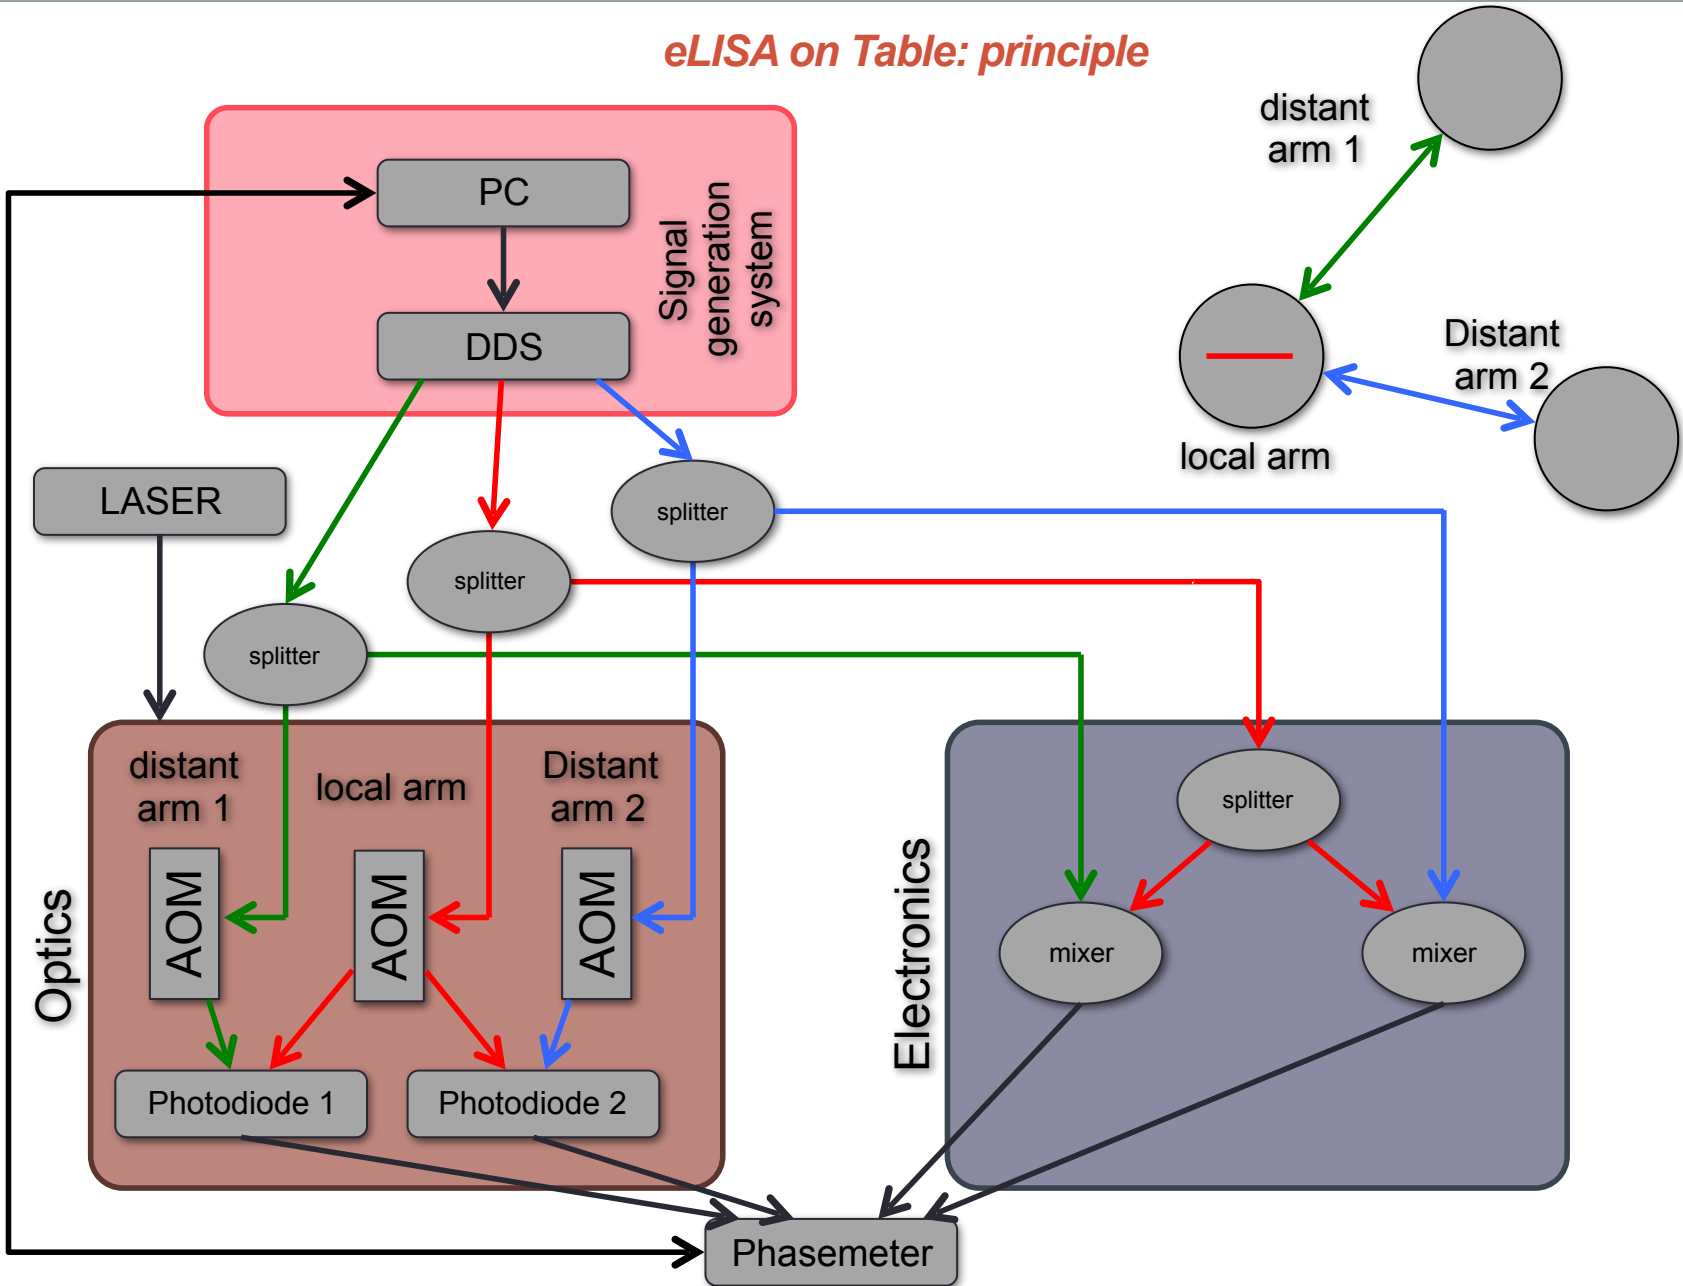 eLISA on Table: principle
distant
arm 1
PC
Signal
generation
system
DDS
Distant
arm 2
local arm
LASER
splitter
splitter
splitter
distant
arm 1
local arm
Distant
arm 2
splitter
Optics
AOM
AOM
AOM
Electronics
mixer
mixer
Photodiode 1
Photodiode 2
Phasemeter